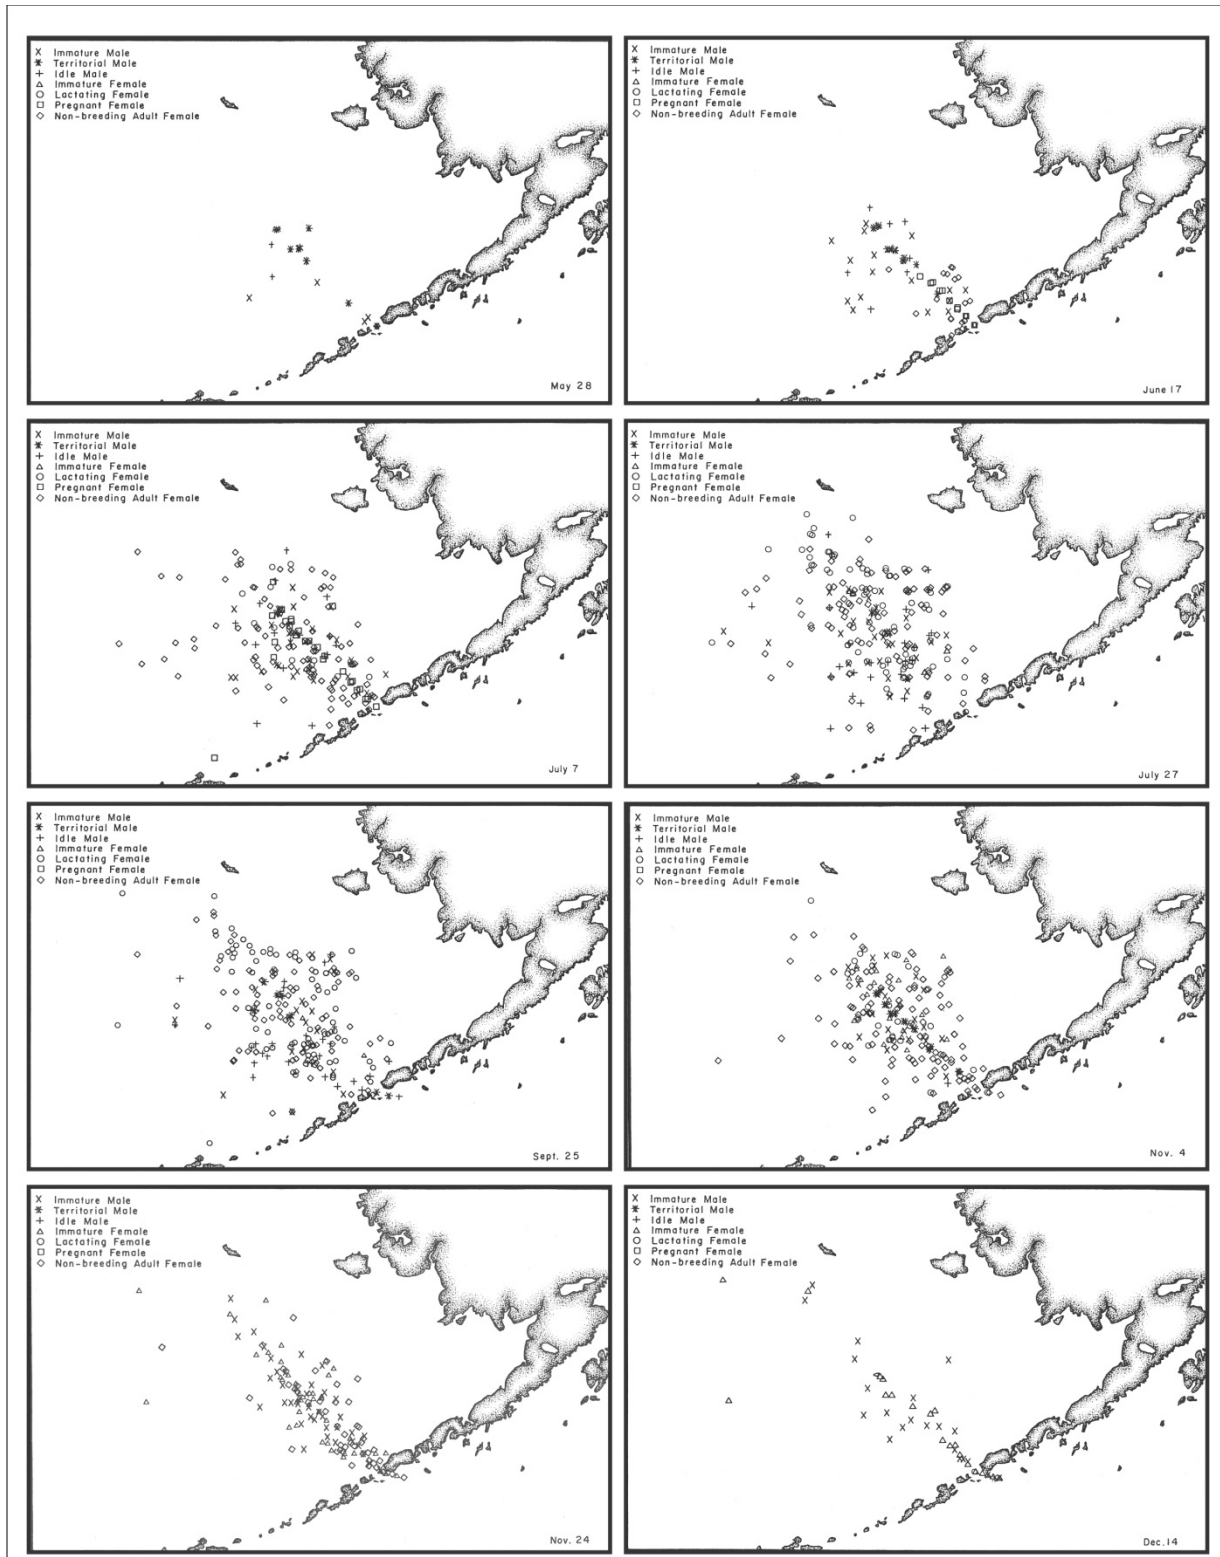 X Immature Male
✱ Territorial Male
+ Idle Male
△ Immature Female
○ Lactating Female
□ Pregnant Female
◇ Non-breeding Adult Female
May 28
X Immature Male
✱ Territorial Male
+ Idle Male
△ Immature Female
○ Lactating Female
□ Pregnant Female
◇ Non-breeding Adult Female
June 17
X Immature Male
✱ Territorial Male
+ Idle Male
△ Immature Female
○ Lactating Female
□ Pregnant Female
◇ Non-breeding Adult Female
July 7
X Immature Male
✱ Territorial Male
+ Idle Male
△ Immature Female
○ Lactating Female
□ Pregnant Female
◇ Non-breeding Adult Female
July 27
X Immature Male
✱ Territorial Male
+ Idle Male
△ Immature Female
○ Lactating Female
□ Pregnant Female
◇ Non-breeding Adult Female
Sept. 25
X Immature Male
✱ Territorial Male
+ Idle Male
△ Immature Female
○ Lactating Female
□ Pregnant Female
◇ Non-breeding Adult Female
Nov. 4
X Immature Male
✱ Territorial Male
+ Idle Male
△ Immature Female
○ Lactating Female
□ Pregnant Female
◇ Non-breeding Adult Female
Nov. 24
X Immature Male
✱ Territorial Male
+ Idle Male
△ Immature Female
○ Lactating Female
□ Pregnant Female
◇ Non-breeding Adult Female
Dec. 14